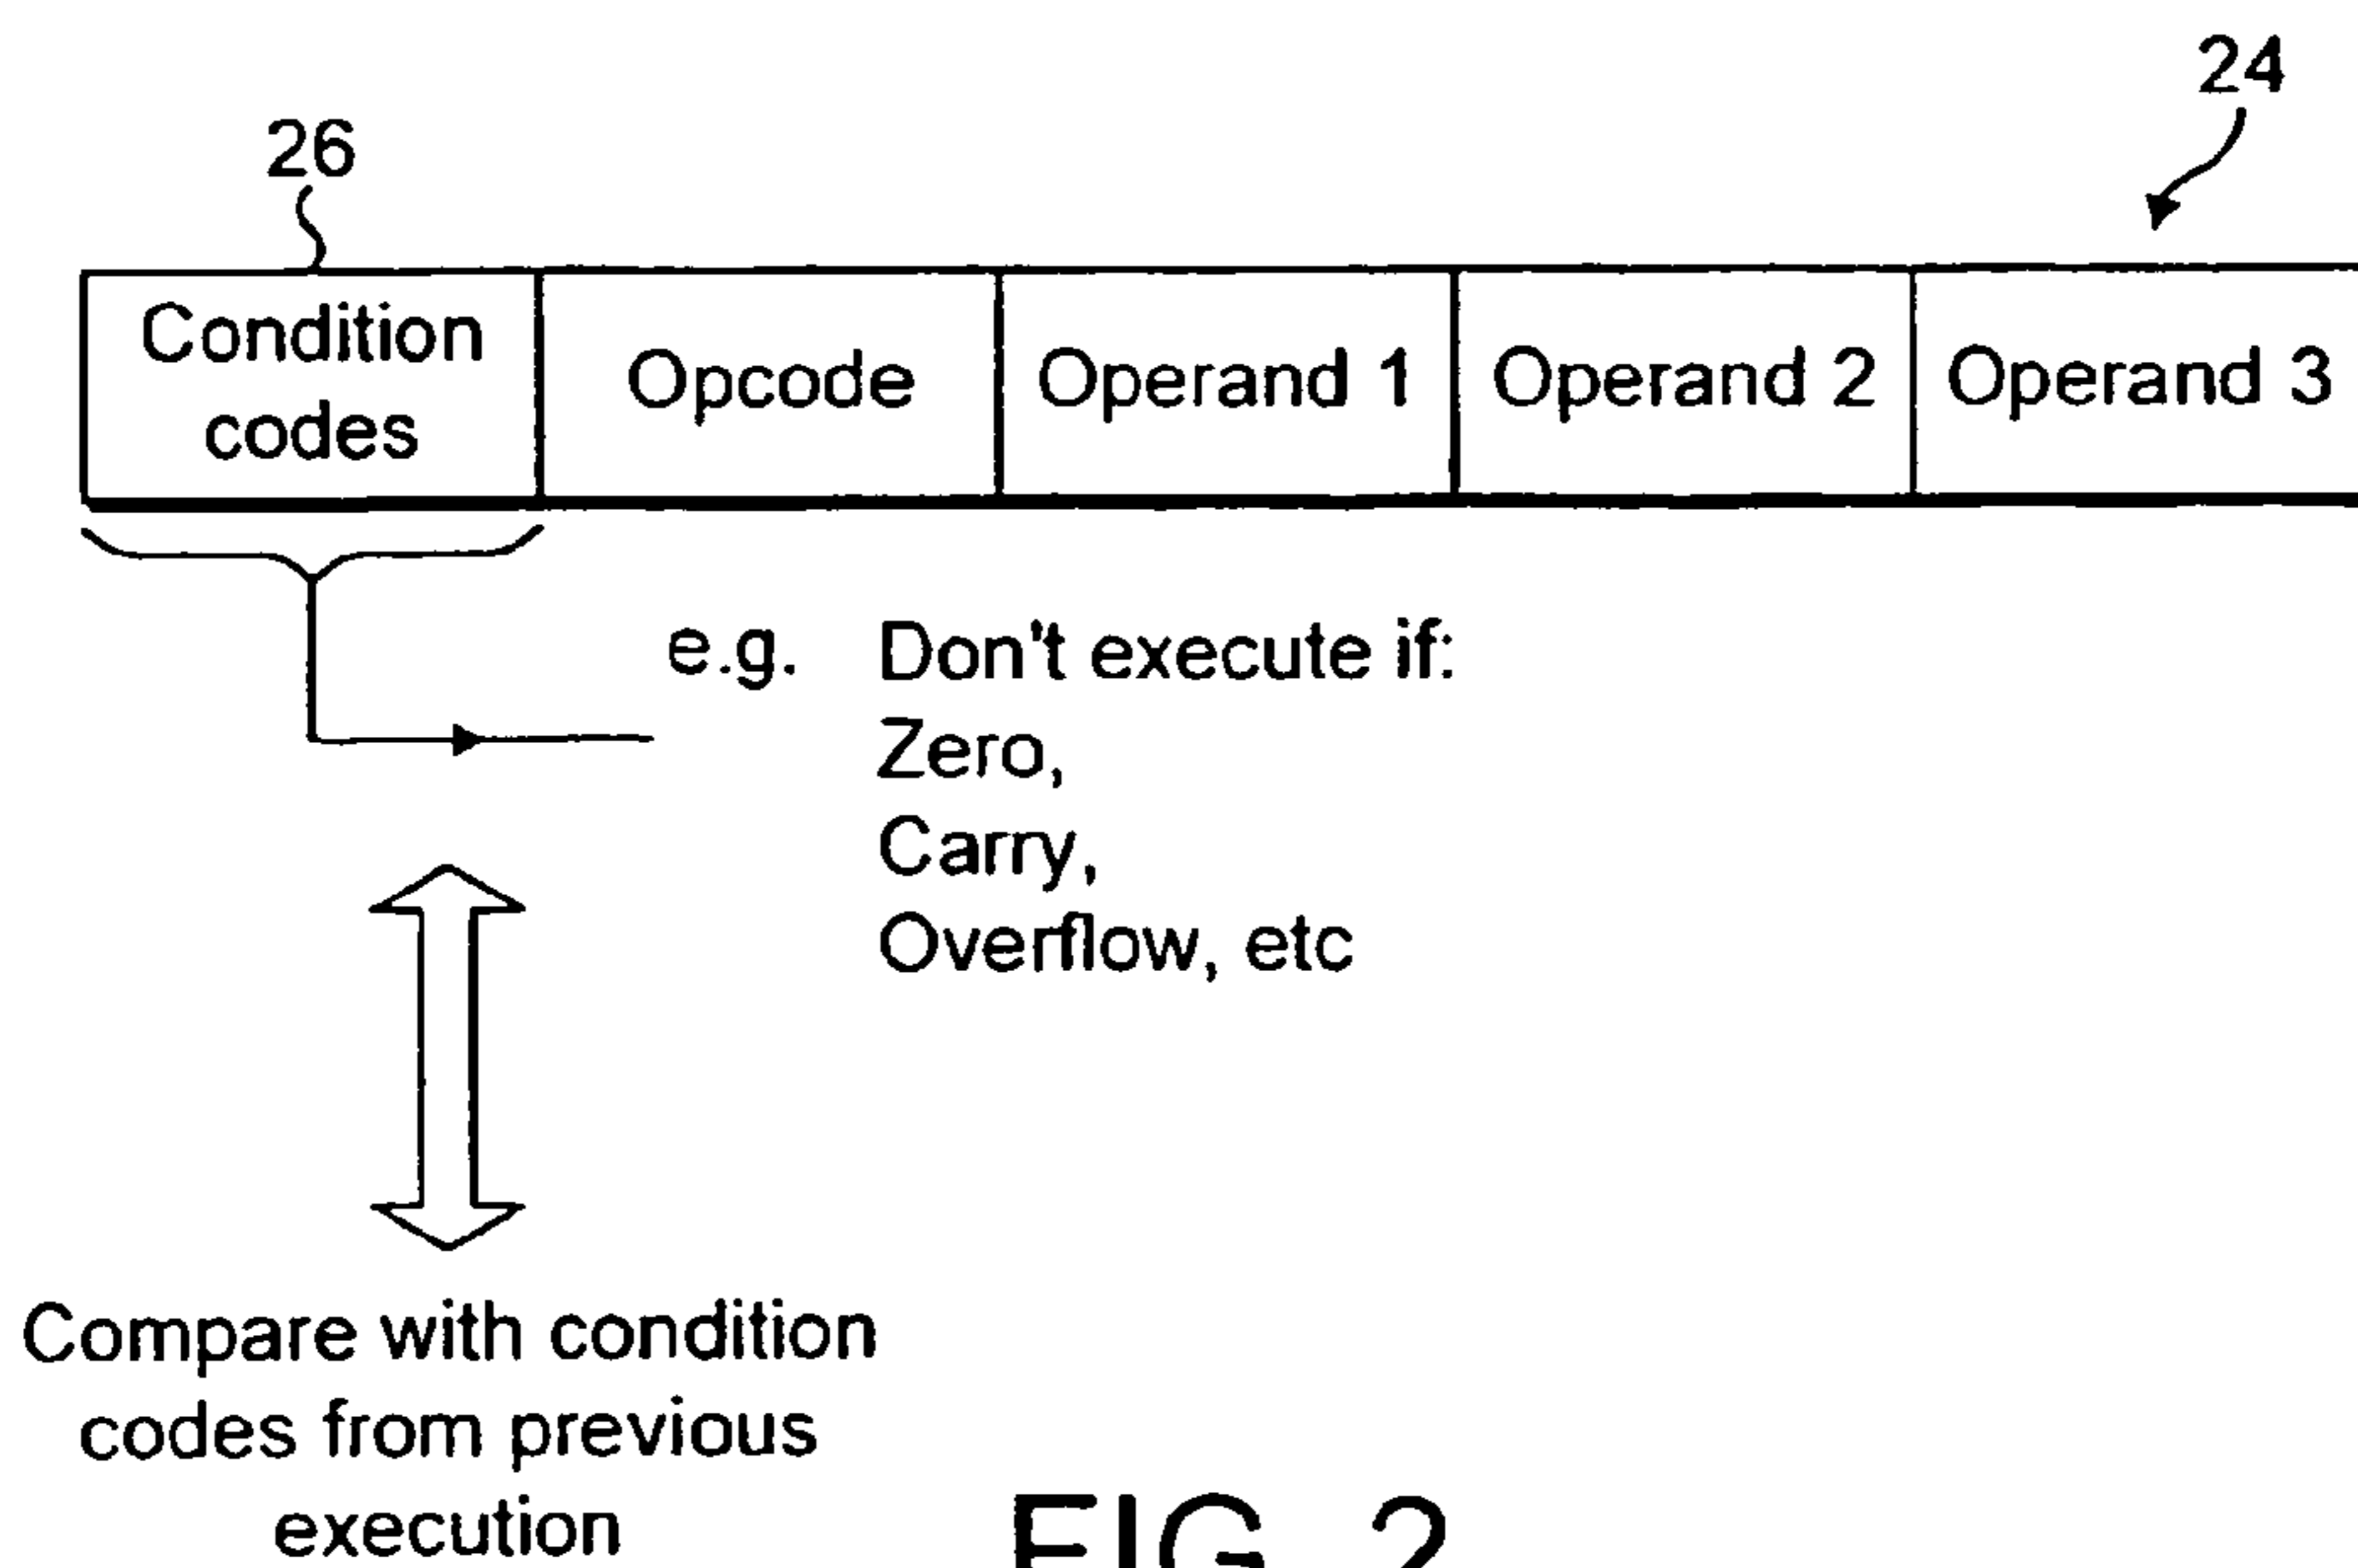 24
26
Condition
codes
Opcode
Operand 1
Operand 2
Operand 3
e.g. Don't execute if:
Zero,
Carry,
Overflow, etc
Compare with condition
codes from previous
execution
FIG. 2